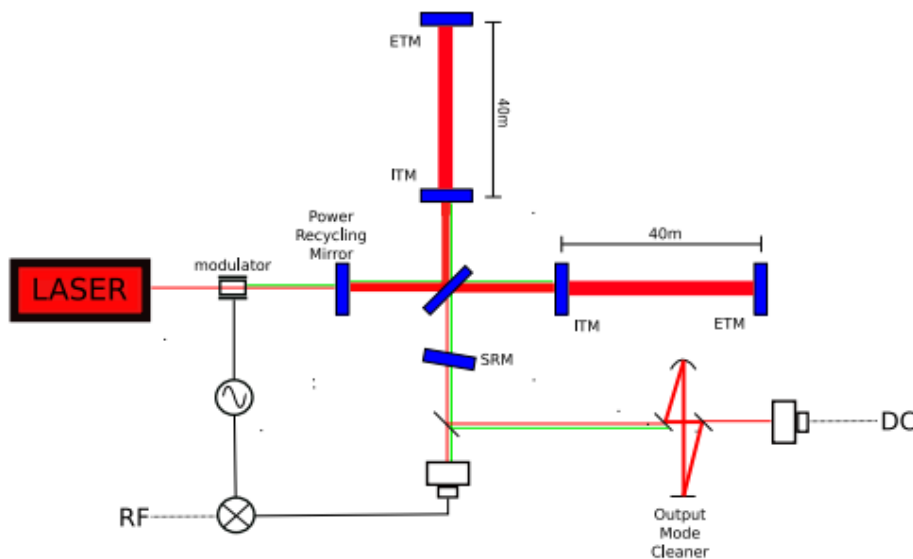 ETM
40m
ITM
Power
Recycling
Mirror
40m
modulator
LASER
ITM
ETM
SRM
DC
RF
Output
Mode
Cleaner